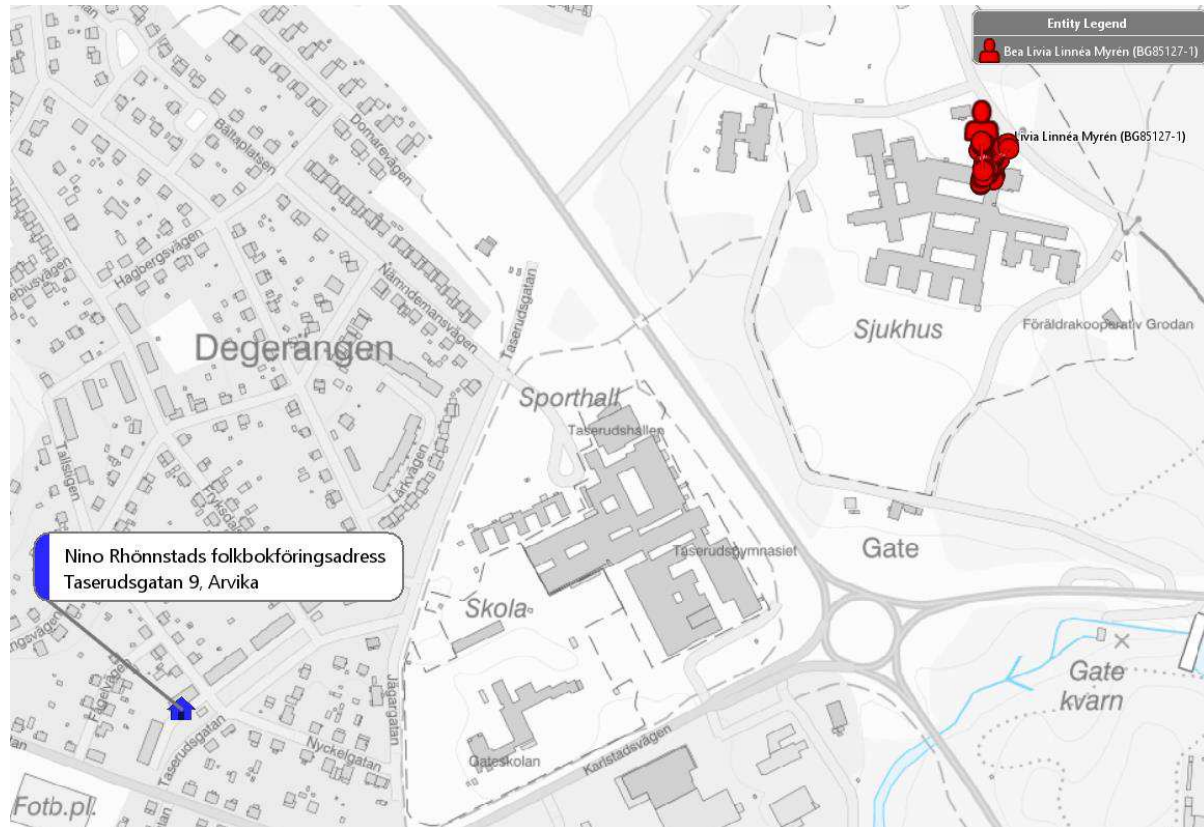 Entity Legend
Bea Livia Linnéa Myrén (BG85127-1)
Livia Linnéa Myrén (BG85127-1)
Domarevägen
Bältaplatsen
Hagbergsvägen
Nämndemansvägen
Taserudsgatan
Degerängen
Sjukhus
Föräldrakooperativ Grodan
Sporthall
Taserudshallen
Tallstigen
Lärkvägen
Nino Rhönnstads folkbokföringsadress
Taserudsgatan 9, Arvika
Taserudsgymnasiet
Gate
Skola
Gate
kvarn
Jägargatan
Taserudsgatan
Nyckelgatan
Gateskolan
Karlstadsvägen
Fotb.pl.